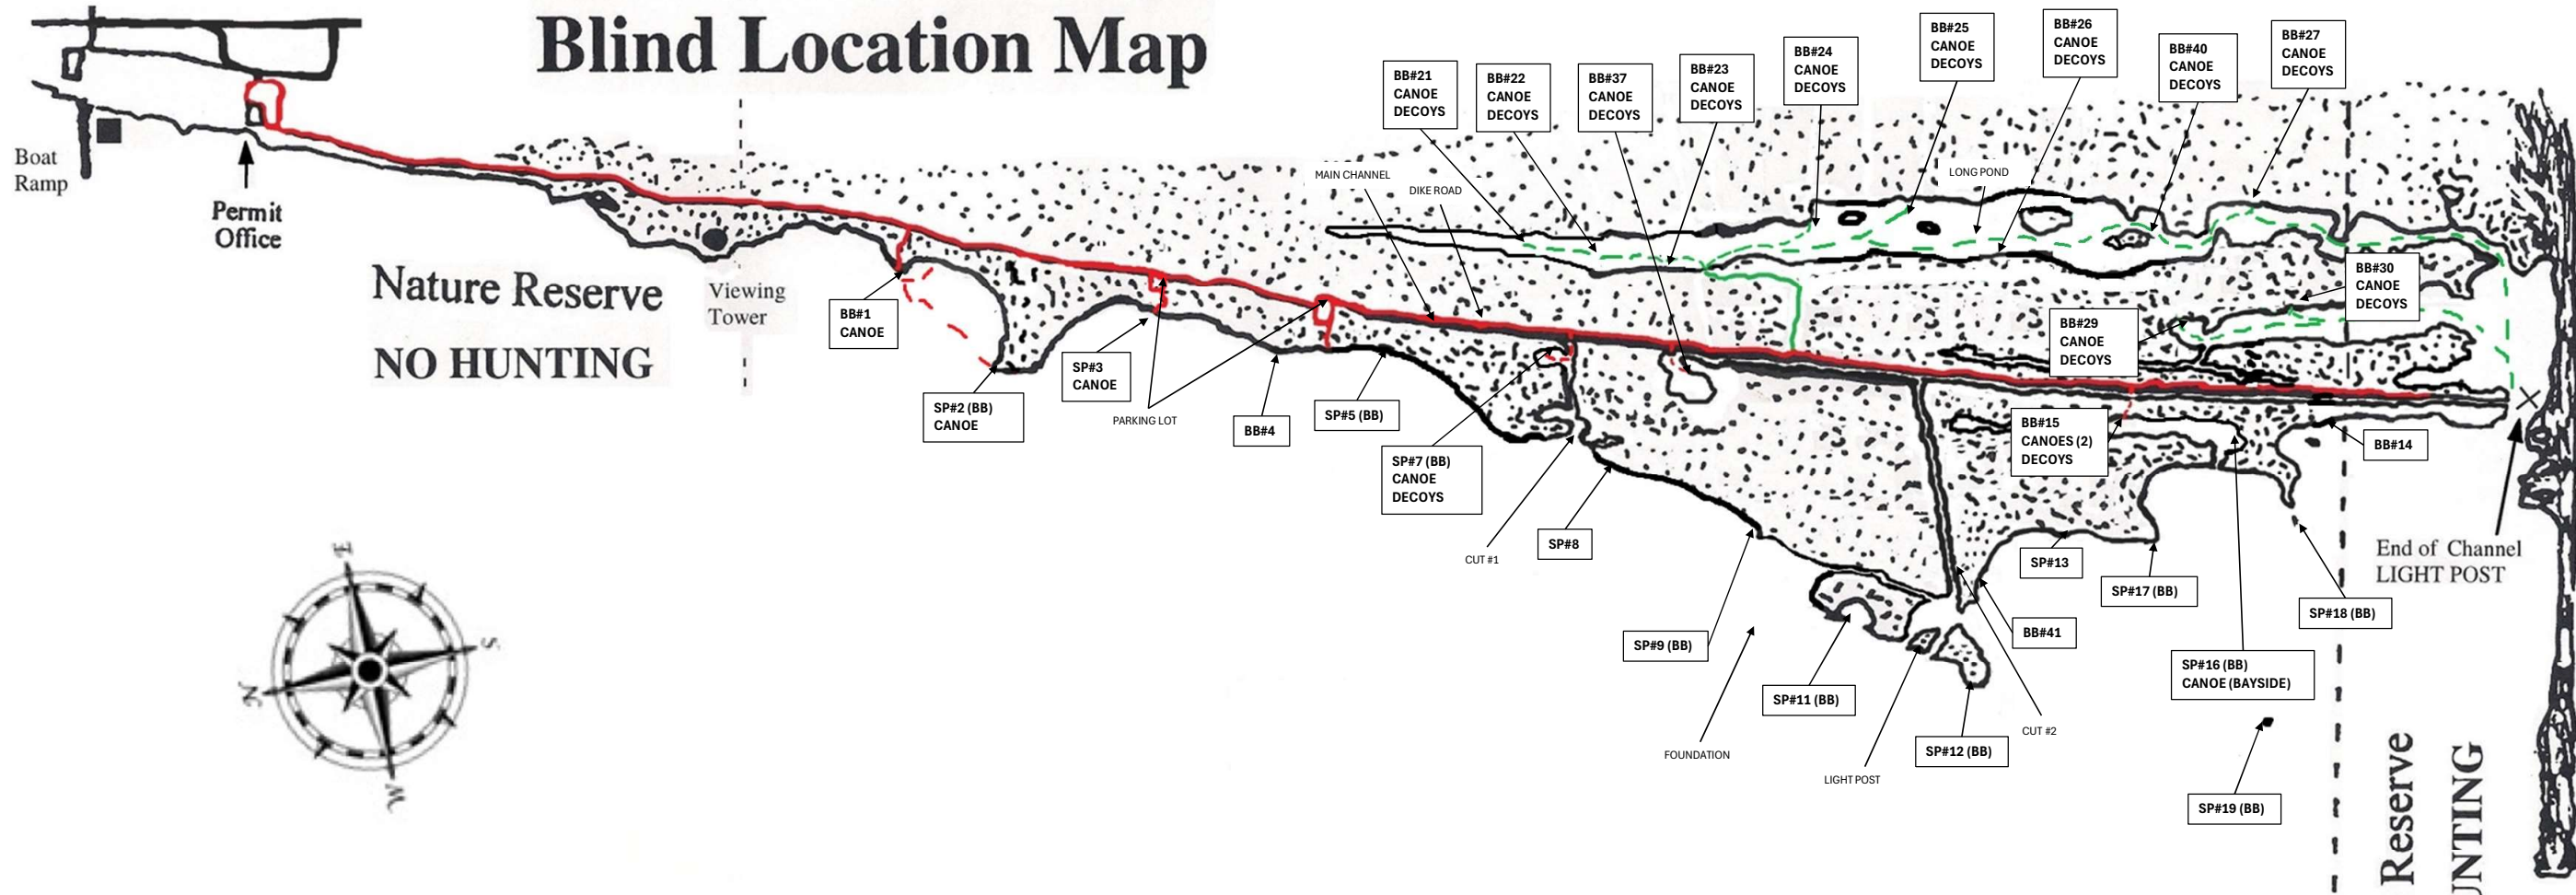 Blind Location Map
Boat
Ramp
Permit
Office
Nature Reserve
NO HUNTING
Viewing
Tower
BB#1
CANOE
SP#2 (BB)
CANOE
SP#3
CANOE
PARKING LOT
BB#4
SP#5 (BB)
MAIN CHANNEL
DIKE ROAD
BB#21
CANOE
DECOYS
BB#22
CANOE
DECOYS
BB#37
CANOE
DECOYS
BB#23
CANOE
DECOYS
BB#24
CANOE
DECOYS
BB#25
CANOE
DECOYS
LONG POND
BB#26
CANOE
DECOYS
BB#40
CANOE
DECOYS
BB#27
CANOE
DECOYS
BB#30
CANOE
DECOYS
BB#29
CANOE
DECOYS
BB#15
CANOES (2)
DECOYS
BB#14
SP#7 (BB)
CANOE
DECOYS
CUT #1
SP#8
SP#9 (BB)
FOUNDATION
SP#11 (BB)
LIGHT POST
SP#12 (BB)
CUT #2
BB#41
SP#13
SP#17 (BB)
SP#16 (BB)
CANOE (BAYSIDE)
SP#18 (BB)
SP#19 (BB)
End of Channel
LIGHT POST
Reserve
UNTING
E
S
N
W